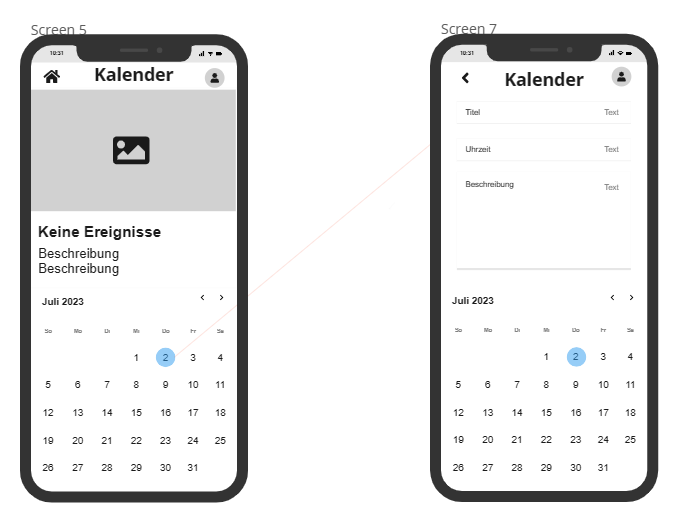 Screen 5
10:31
Kalender
Keine Ereignisse
Beschreibung
Beschreibung
Juli 2023
So Mo Di Mi Do Fr Sa
1 2 3 4
5 6 7 8 9 10 11
12 13 14 15 16 17 18
19 20 21 22 23 24 25
26 27 28 29 30 31
Screen 7
10:31
Kalender
Titel Text
Uhrzeit Text
Beschreibung Text
Juli 2023
So Mo Di Mi Do Fr Sa
1 2 3 4
5 6 7 8 9 10 11
12 13 14 15 16 17 18
19 20 21 22 23 24 25
26 27 28 29 30 31